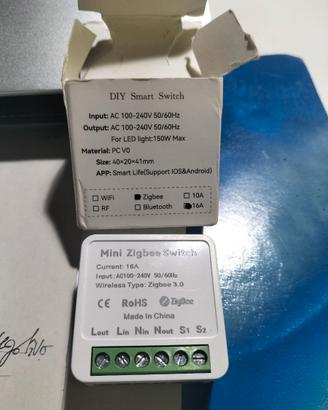 DIY Smart Switch
Input: AC 100-240V 50/60Hz
Output: AC 100-240V 50/60Hz
For LED light:150W Max
Material: PC V0
Size: 40×20×41mm
APP: Smart Life(Support IOS&Android)
WiFi Zigbee 10A
RF Bluetooth 16A
Mini Zigbee Switch
Current: 16A
Input: AC100-240V 50/60Hz
Wireless Type: Zigbee 3.0
CE RoHS ZigBee
Made In China
Lout Lin Nin Nout S1 S2